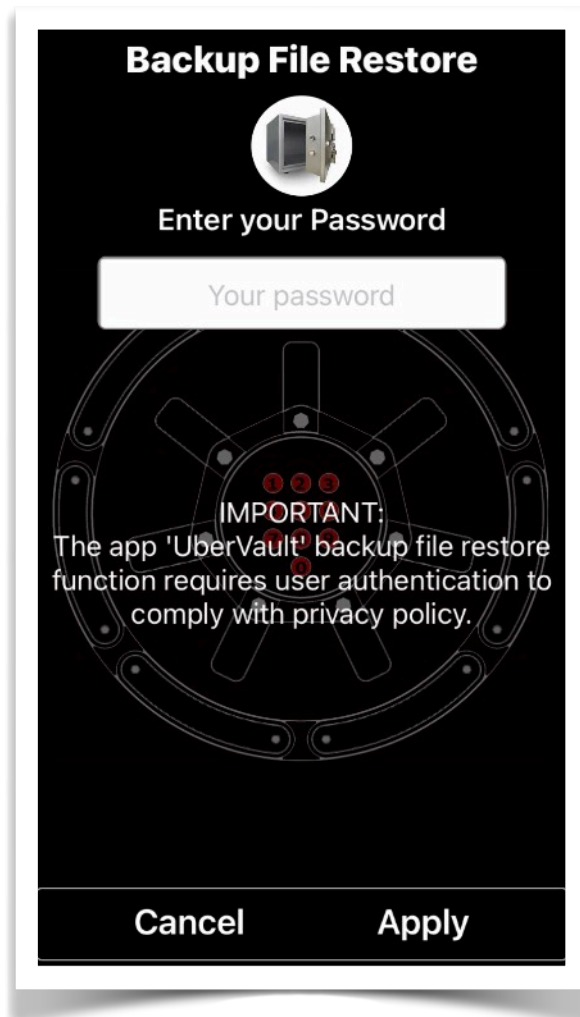 Backup File Restore
Enter your Password
Your password
IMPORTANT:
The app 'UberVault' backup file restore
function requires user authentication to
comply with privacy policy.
Cancel
Apply